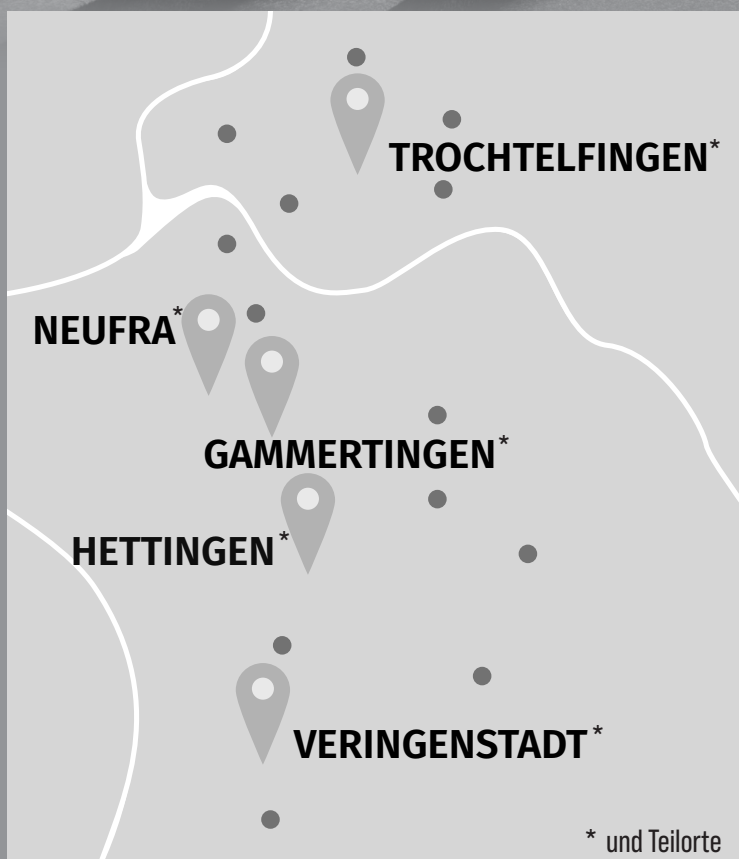 TROCHTELFINGEN*
NEUFRA*
GAMMERTINGEN*
HETTINGEN*
VERINGENSTADT*
* und Teilorte